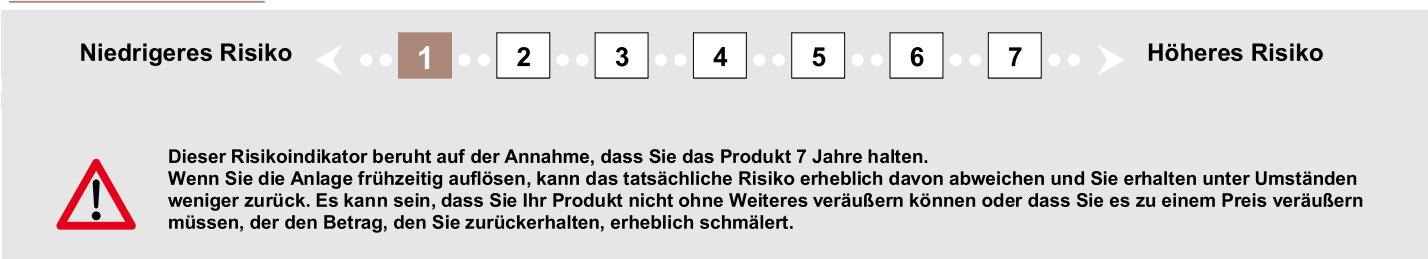 Niedrigeres Risiko 1 2 3 4 5 6 7 Höheres Risiko
Dieser Risikoindikator beruht auf der Annahme, dass Sie das Produkt 7 Jahre halten.
Wenn Sie die Anlage frühzeitig auflösen, kann das tatsächliche Risiko erheblich davon abweichen und Sie erhalten unter Umständen
weniger zurück. Es kann sein, dass Sie Ihr Produkt nicht ohne Weiteres veräußern können oder dass Sie es zu einem Preis veräußern
müssen, der den Betrag, den Sie zurückerhalten, erheblich schmälert.